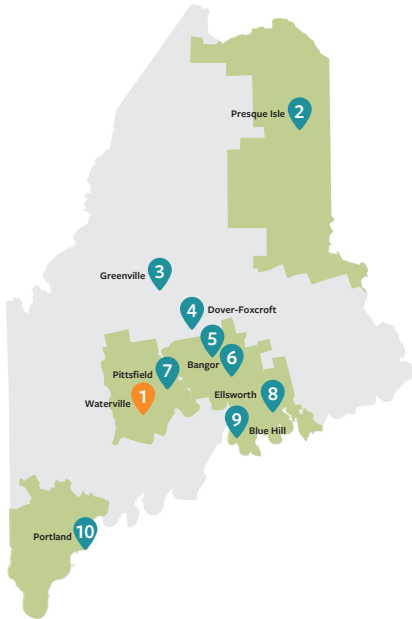 Presque Isle 2
Greenville 3
4 Dover-Foxcroft
5
Bangor 6
Pittsfield 7
Ellsworth 8
Waterville 1
9 Blue Hill
Portland 10